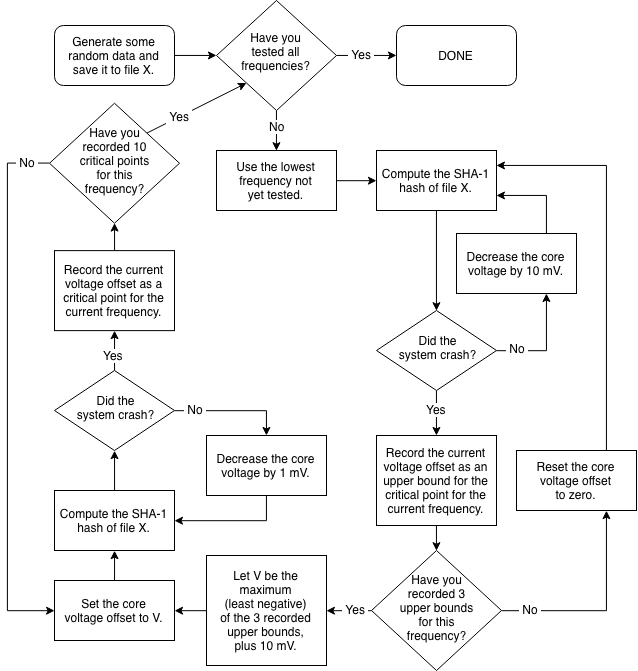 Generate some
random data and
save it to file X.
Have you
tested all
frequencies?
Yes
DONE
No
Use the lowest
frequency not
yet tested.
Compute the SHA-1
hash of file X.
Decrease the core
voltage by 10 mV.
Did the
system crash?
No
Yes
Record the current
voltage offset as an
upper bound for the
critical point for the
current frequency.
Reset the core
voltage offset
to zero.
Have you
recorded 3
upper bounds
for this
frequency?
No
Yes
Let V be the
maximum
(least negative)
of the 3 recorded
upper bounds,
plus 10 mV.
Set the core
voltage offset to V.
Compute the SHA-1
hash of file X.
Did the
system crash?
No
Decrease the core
voltage by 1 mV.
Yes
Record the current
voltage offset as a
critical point for the
current frequency.
Have you
recorded 10
critical points
for this
frequency?
Yes
No